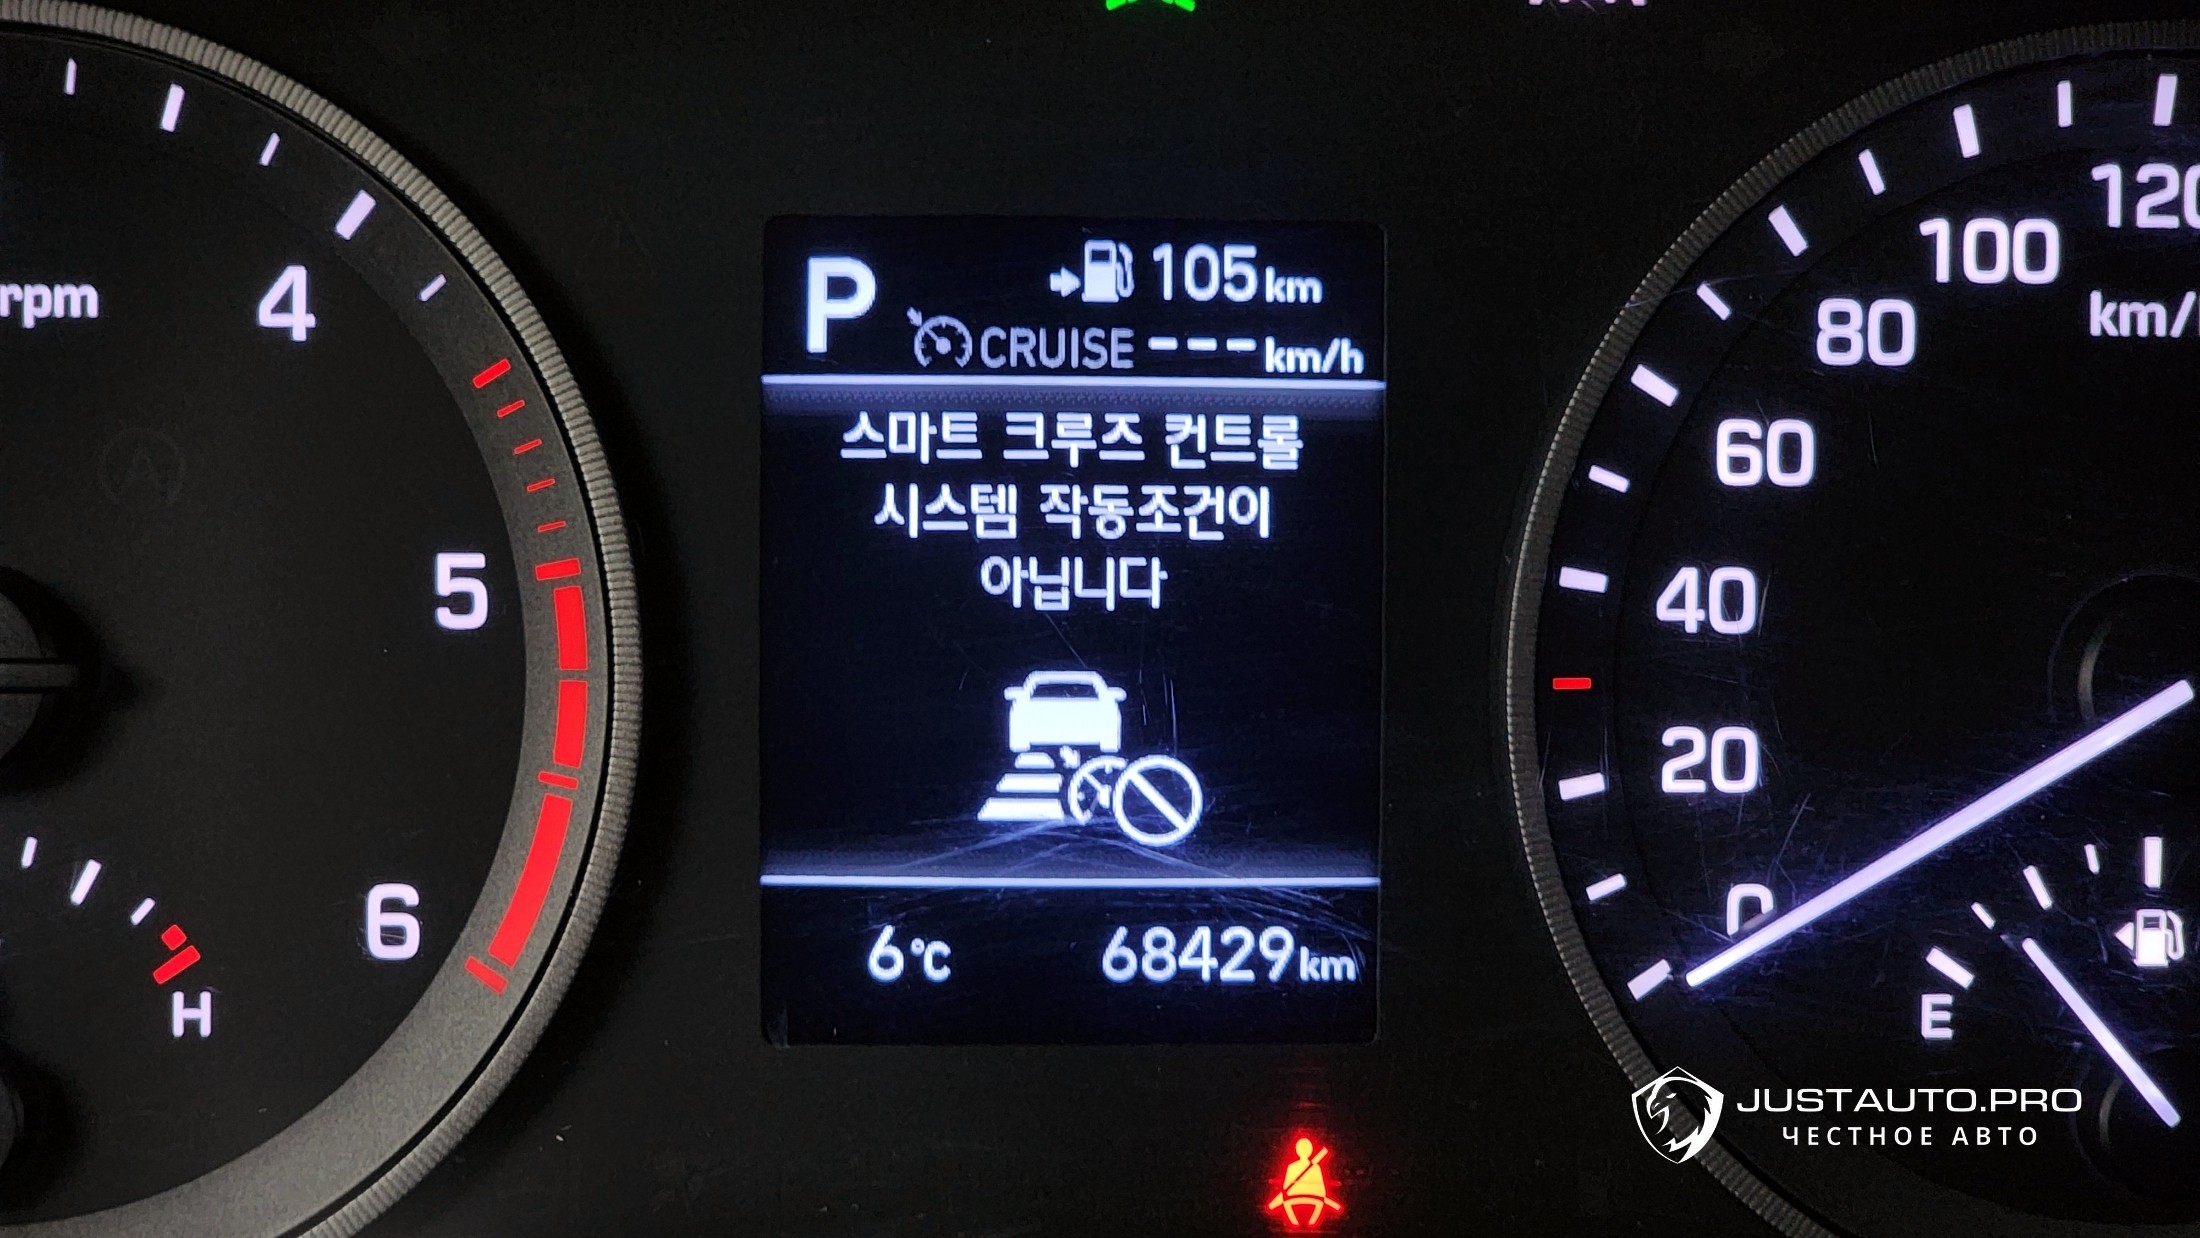 rpm
4
5
6
H
P
105 km
CRUISE ---km/h
스마트 크루즈 컨트롤
시스템 작동조건이
아닙니다
6°C
68429km
120
100
80
km/
60
40
20
0
E
JUSTAUTO.PRO
ЧЕСТНОЕ АВТО